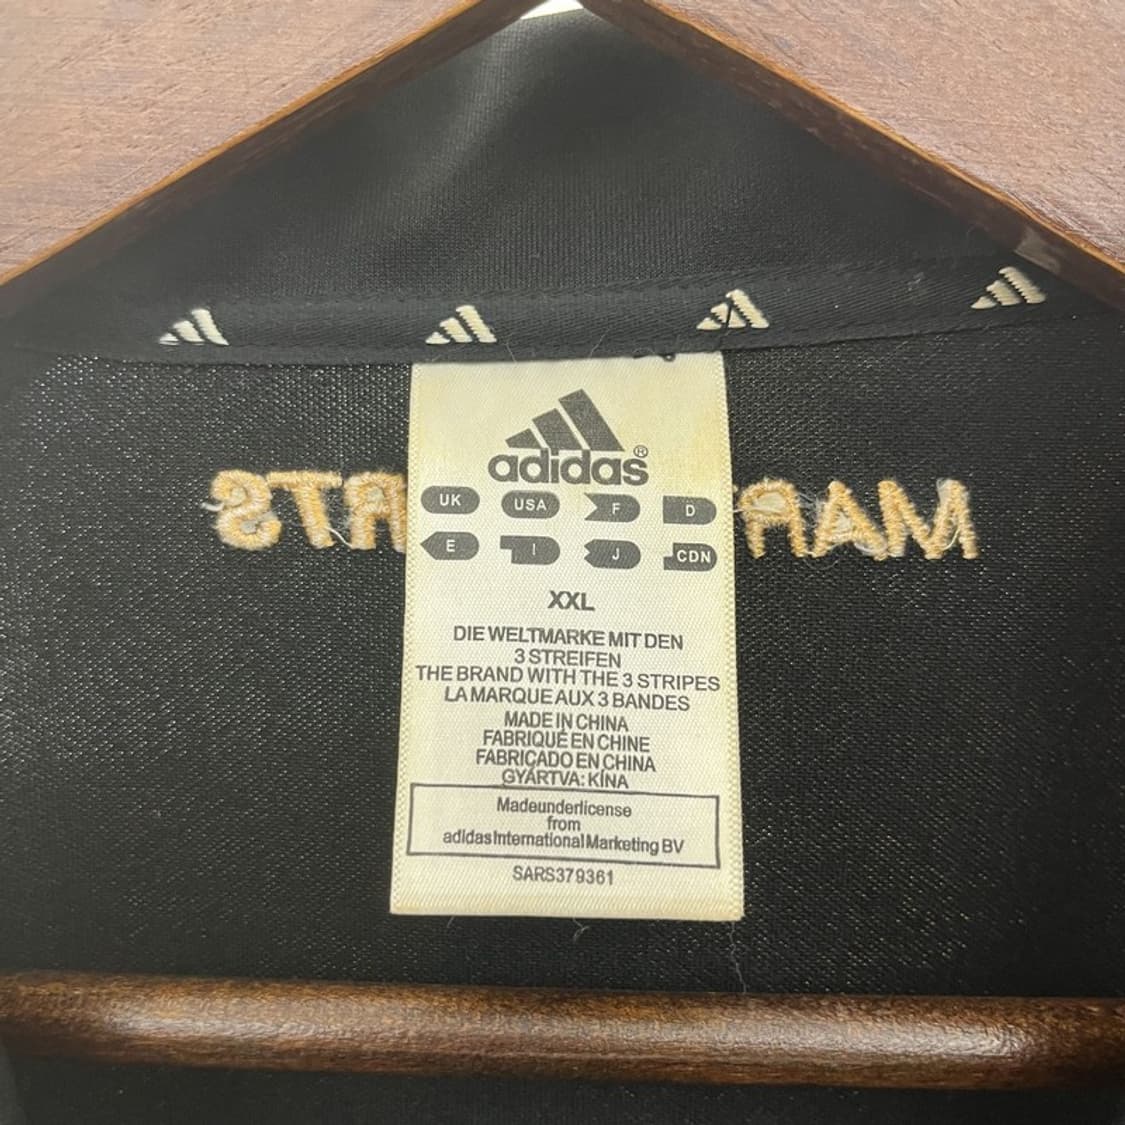 adidas®
UK USA F D
E I J CDN
XXL
DIE WELTMARKE MIT DEN
3 STREIFEN
THE BRAND WITH THE 3 STRIPES
LA MARQUE AUX 3 BANDES
MADE IN CHINA
FABRIQUÉ EN CHINE
FABRICADO EN CHINA
GYÁRTVA: KÍNA
Madeunderlicense
from
adidasInternationalMarketing BV
SARS379361